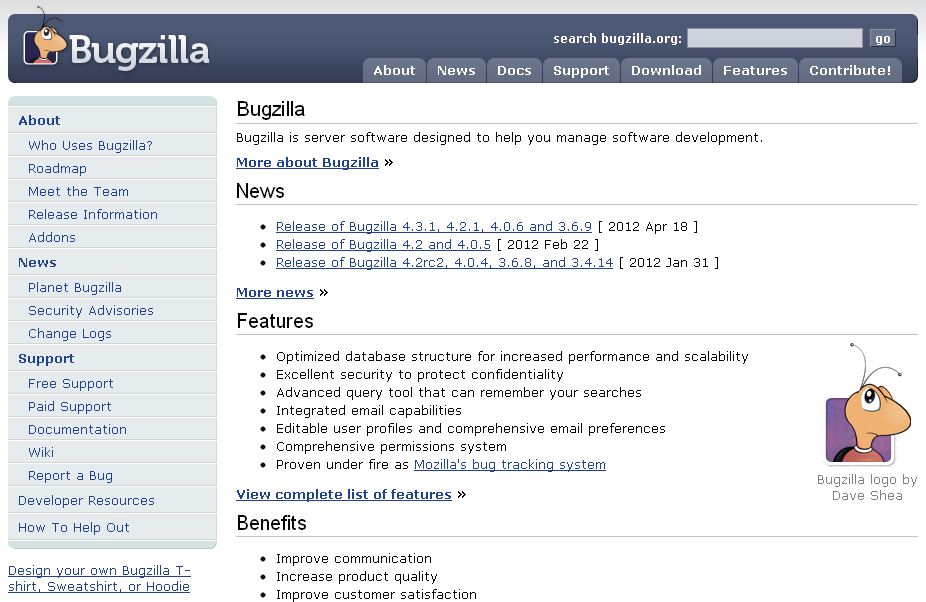 Bugzilla
search bugzilla.org:
go
About News Docs Support Download Features Contribute!
About
Who Uses Bugzilla?
Roadmap
Meet the Team
Release Information
Addons
News
Planet Bugzilla
Security Advisories
Change Logs
Support
Free Support
Paid Support
Documentation
Wiki
Report a Bug
Developer Resources
How To Help Out
Design your own Bugzilla T-
shirt, Sweatshirt, or Hoodie
Bugzilla
Bugzilla is server software designed to help you manage software development.
More about Bugzilla »
News
• Release of Bugzilla 4.3.1, 4.2.1, 4.0.6 and 3.6.9 [ 2012 Apr 18 ]
• Release of Bugzilla 4.2 and 4.0.5 [ 2012 Feb 22 ]
• Release of Bugzilla 4.2rc2, 4.0.4, 3.6.8, and 3.4.14 [ 2012 Jan 31 ]
More news »
Features
• Optimized database structure for increased performance and scalability
• Excellent security to protect confidentiality
• Advanced query tool that can remember your searches
• Integrated email capabilities
• Editable user profiles and comprehensive email preferences
• Comprehensive permissions system
• Proven under fire as Mozilla's bug tracking system
Bugzilla logo by
Dave Shea
View complete list of features »
Benefits
• Improve communication
• Increase product quality
• Improve customer satisfaction